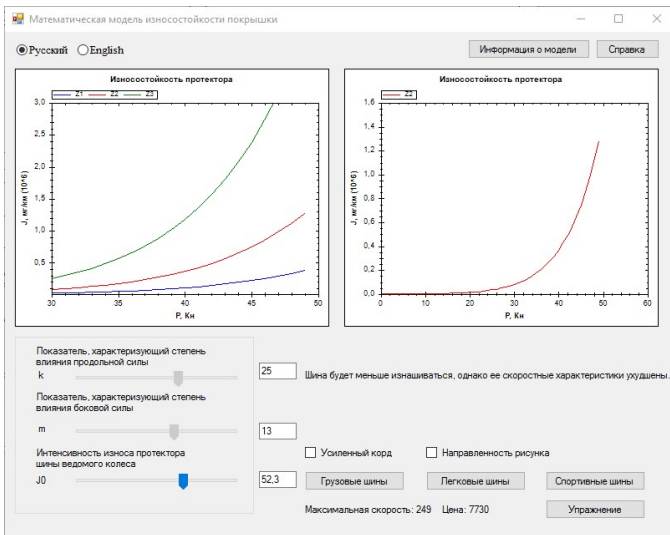 Математическая модель износостойкости покрышки
Русский English
Информация о модели Справка
Износостойкость протектора
Z1 Z2 Z3
3,0
2,5
2,0
1,5
1,0
0,5
J, мг/км (10^6)
30 35 40 45 50
P, Кн
Износостойкость протектора
Z2
1,6
1,4
1,2
1,0
0,8
0,6
0,4
0,2
0,0
J, мг/км (10^6)
0 10 20 30 40 50 60
P, Кн
Показатель, характеризующий степень
влияния продольной силы
k
25
Шина будет меньше изнашиваться, однако ее скоростные характеристики ухудшены.
Показатель, характеризующий степень
влияния боковой силы
m
13
Интенсивность износа протектора
шины ведомого колеса
J0
52,3
Усиленный корд Направленность рисунка
Грузовые шины Легковые шины Спортивные шины
Максимальная скорость: 249 Цена: 7730 Упражнение